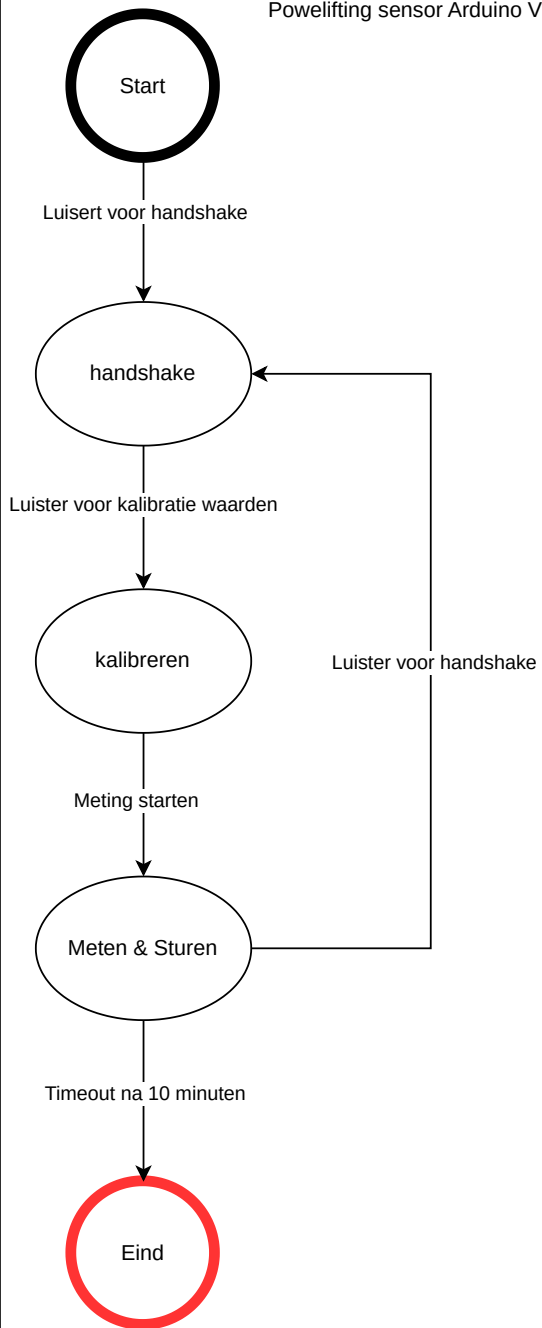 Powelifting sensor Arduino V
Start
Luisert voor handshake
handshake
Luister voor kalibratie waarden
kalibreren
Luister voor handshake
Meting starten
Meten & Sturen
Timeout na 10 minuten
Eind